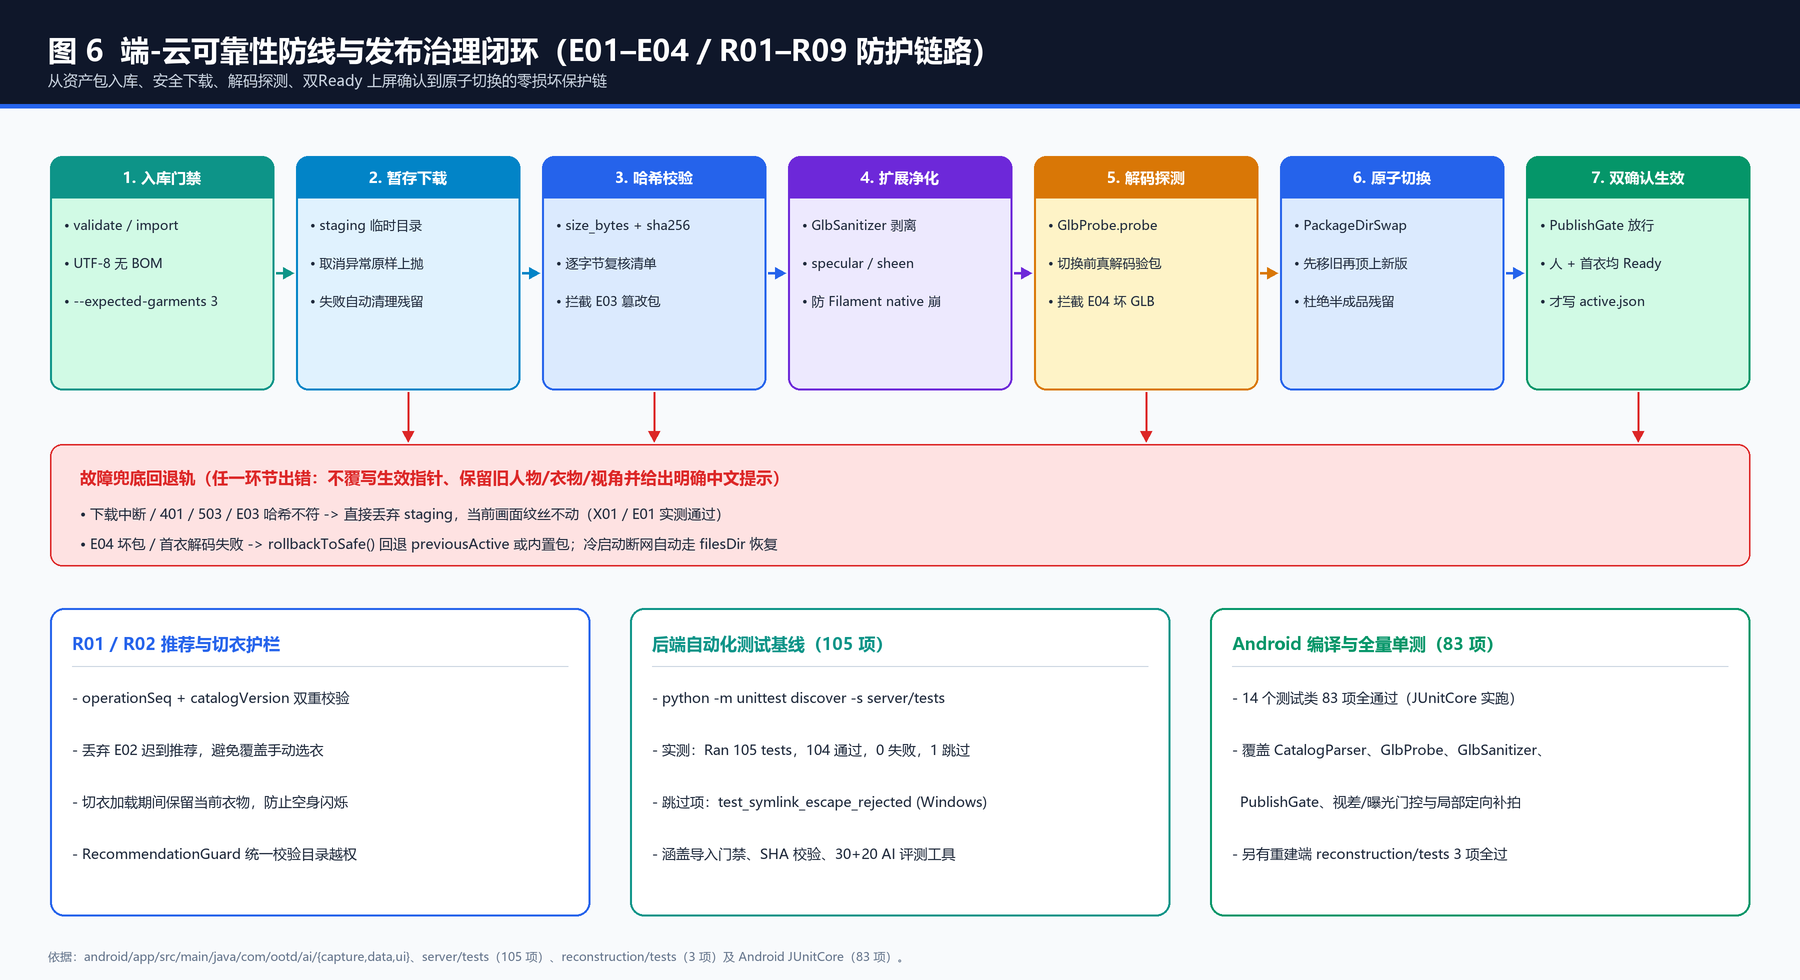 图 6 端-云可靠性防线与发布治理闭环（E01–E04 / R01–R09 防护链路）
从资产包入库、安全下载、解码探测、双Ready 上屏确认到原子切换的零损坏保护链
1. 入库门禁
• validate / import
• UTF-8 无 BOM
• --expected-garments 3
2. 暂存下载
• staging 临时目录
• 取消异常原样上抛
• 失败自动清理残留
3. 哈希校验
• size_bytes + sha256
• 逐字节复核清单
• 拦截 E03 篡改包
4. 扩展净化
• GlbSanitizer 剥离
• specular / sheen
• 防 Filament native 崩
5. 解码探测
• GlbProbe.probe
• 切换前真解码验包
• 拦截 E04 坏 GLB
6. 原子切换
• PackageDirSwap
• 先移旧再顶上新版
• 杜绝半成品残留
7. 双确认生效
• PublishGate 放行
• 人 + 首衣均 Ready
• 才写 active.json
故障兜底回退轨（任一环节出错：不覆写生效指针、保留旧人物/衣物/视角并给出明确中文提示）
• 下载中断 / 401 / 503 / E03 哈希不符 -> 直接丢弃 staging，当前画面纹丝不动（X01 / E01 实测通过）
• E04 坏包 / 首衣解码失败 -> rollbackToSafe() 回退 previousActive 或内置包；冷启动断网自动走 filesDir 恢复
R01 / R02 推荐与切衣护栏
- operationSeq + catalogVersion 双重校验
- 丢弃 E02 迟到推荐，避免覆盖手动选衣
- 切衣加载期间保留当前衣物，防止空身闪烁
- RecommendationGuard 统一校验目录越权
后端自动化测试基线（105 项）
- python -m unittest discover -s server/tests
- 实测：Ran 105 tests，104 通过，0 失败，1 跳过
- 跳过项：test_symlink_escape_rejected (Windows)
- 涵盖导入门禁、SHA 校验、30+20 AI 评测工具
Android 编译与全量单测（83 项）
- 14 个测试类 83 项全通过（JUnitCore 实跑）
- 覆盖 CatalogParser、GlbProbe、GlbSanitizer、
PublishGate、视差/曝光门控与局部定向补拍
- 另有重建端 reconstruction/tests 3 项全过
依据：android/app/src/main/java/com/ootd/ai/{capture,data,ui}、server/tests（105 项）、reconstruction/tests（3 项）及 Android JUnitCore（83 项）。